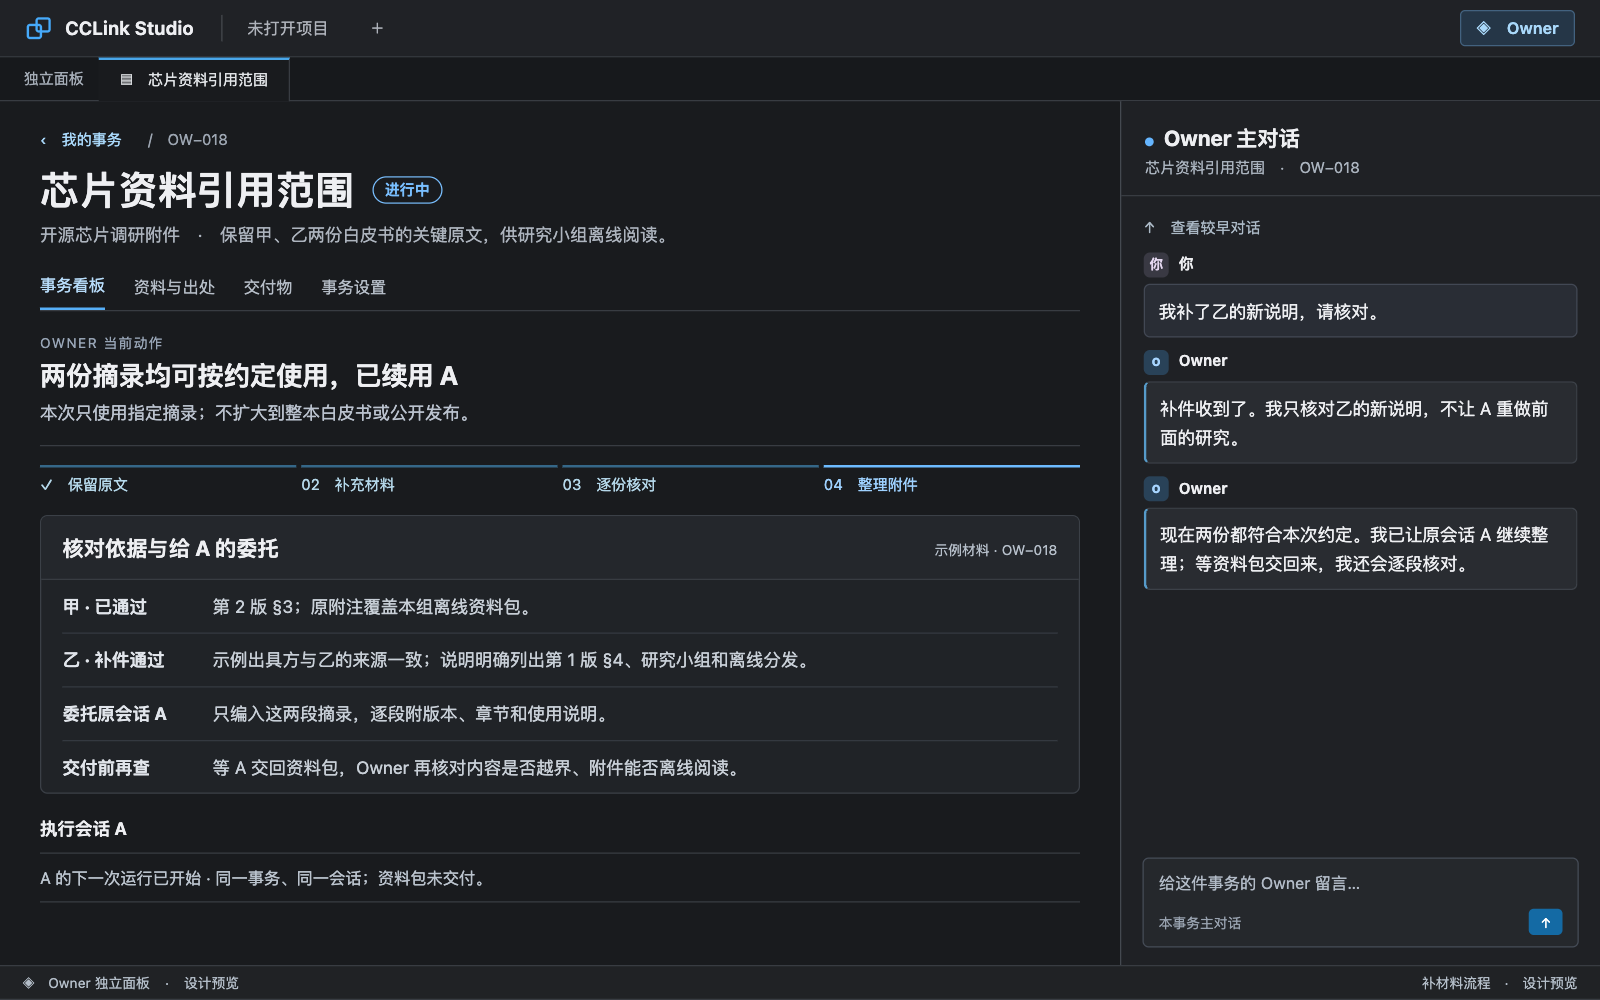 CCLink Studio
未打开项目
+
Owner
独立面板
芯片资料引用范围
‹ 我的事务 / OW–018
芯片资料引用范围 进行中
开源芯片调研附件 · 保留甲、乙两份白皮书的关键原文，供研究小组离线阅读。
事务看板 资料与出处 交付物 事务设置
OWNER 当前动作
两份摘录均可按约定使用，已续用 A
本次只使用指定摘录；不扩大到整本白皮书或公开发布。
✓ 保留原文
02 补充材料
03 逐份核对
04 整理附件
核对依据与给 A 的委托
示例材料 · OW–018
甲 · 已通过 第 2 版 §3；原附注覆盖本组离线资料包。
乙 · 补件通过 示例出具方与乙的来源一致；说明明确列出第 1 版 §4、研究小组和离线分发。
委托原会话 A 只编入这两段摘录，逐段附版本、章节和使用说明。
交付前再查 等 A 交回资料包，Owner 再核对内容是否越界、附件能否离线阅读。
执行会话 A
A 的下一次运行已开始 · 同一事务、同一会话；资料包未交付。
Owner 主对话
芯片资料引用范围 · OW–018
↑ 查看较早对话
你 你
我补了乙的新说明，请核对。
O Owner
补件收到了。我只核对乙的新说明，不让 A 重做前
面的研究。
O Owner
现在两份都符合本次约定。我已让原会话 A 继续整
理；等资料包交回来，我还会逐段核对。
给这件事务的 Owner 留言…
本事务主对话
↑
Owner 独立面板 · 设计预览
补材料流程 · 设计预览